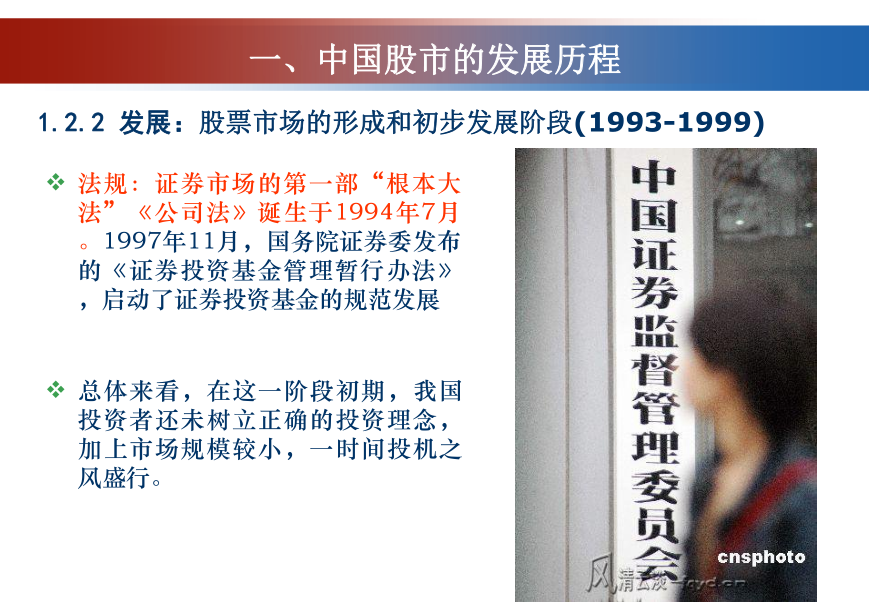 一、中国股市的发展历程
1.2.2 发展：股票市场的形成和初步发展阶段(1993-1999)
法规：证券市场的第一部“根本大
法”《公司法》诞生于1994年7月
。1997年11月，国务院证券委发布
的《证券投资基金管理暂行办法》
，启动了证券投资基金的规范发展
总体来看，在这一阶段初期，我国
投资者还未树立正确的投资理念，
加上市场规模较小，一时间投机之
风盛行。
中国证券监督管理委员会
cnsphoto
风清云淡-fcyd.cn